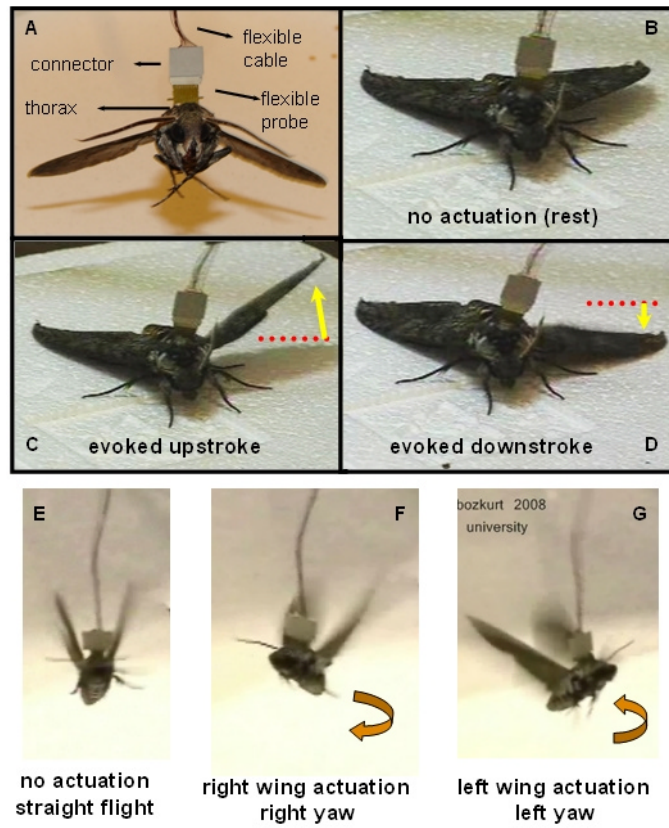 A
flexible
cable
connector
thorax
flexible
probe
B
no actuation (rest)
C
evoked upstroke
evoked downstroke
D
E
no actuation
straight flight
F
right wing actuation
right yaw
bozkurt 2008
university
G
left wing actuation
left yaw